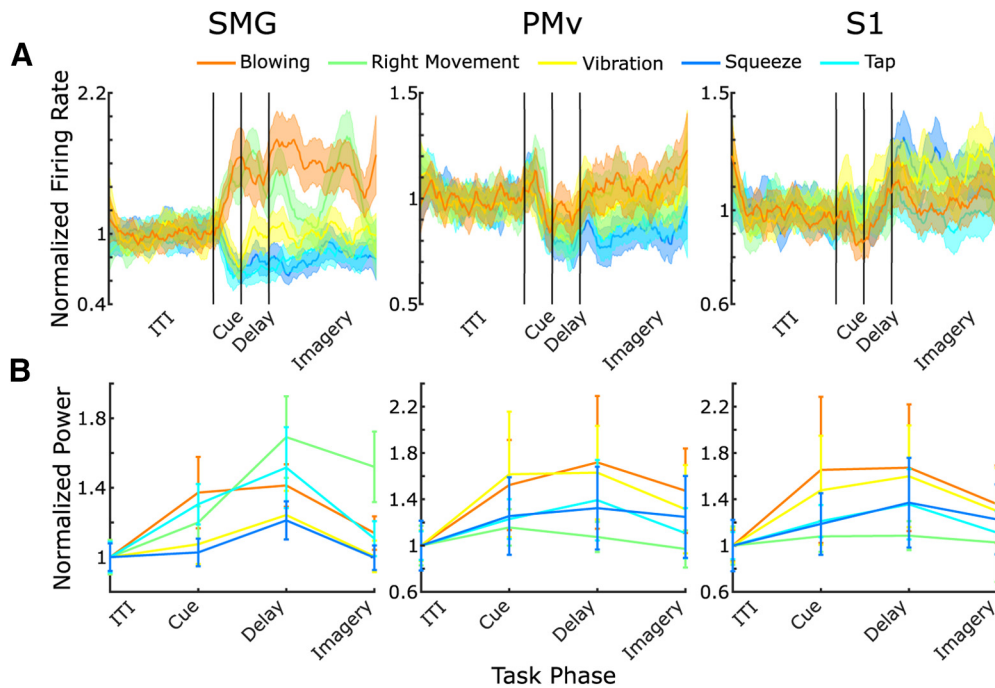 SMG PMv S1
A
Blowing Right Movement Vibration Squeeze Tap
Normalized Firing Rate
2.2
1
0.4
ITI Cue Delay Imagery
1.5
1
0.5
ITI Cue Delay Imagery
1.5
1
0.6
ITI Cue Delay Imagery
B
Normalized Power
1.8
1.4
1
ITI Cue Delay Imagery
2.2
1.8
1.4
1
0.6
ITI Cue Delay Imagery
2.2
1.8
1.4
1
0.6
ITI Cue Delay Imagery
Task Phase